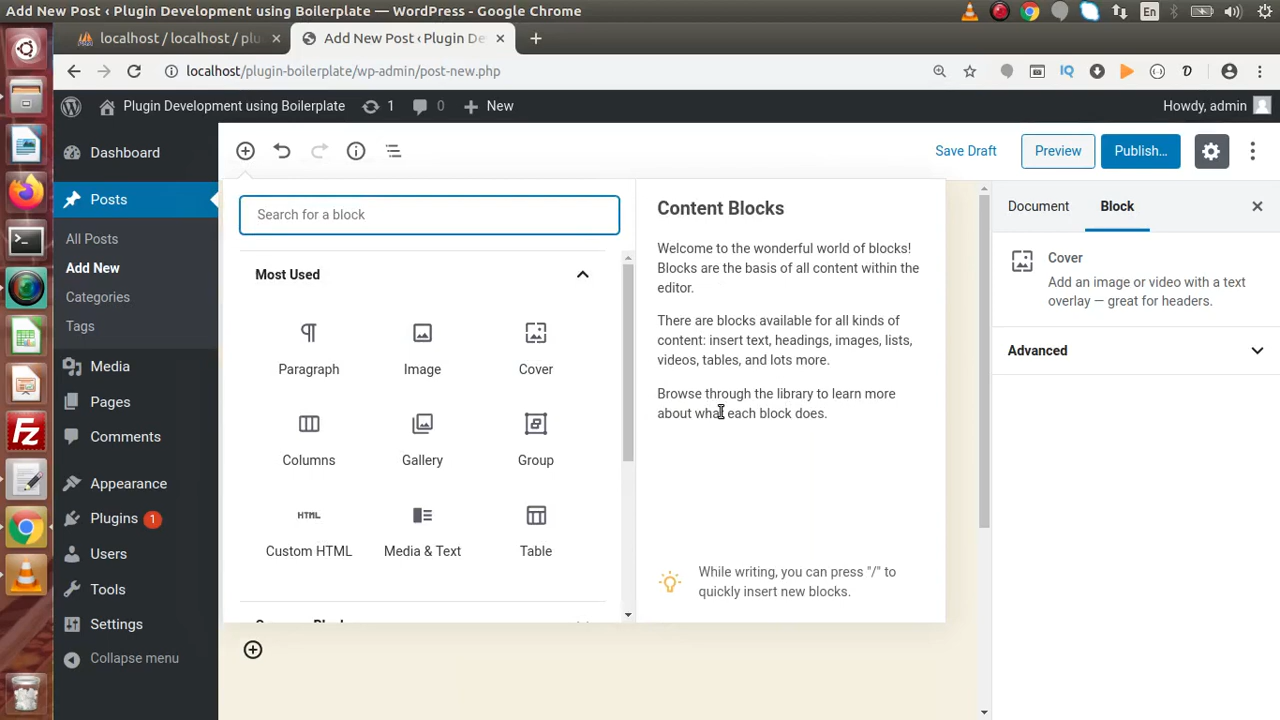 Add New Post ‹ Plugin Development using Boilerplate — WordPress - Google Chrome
En
localhost / localhost / plu
Add New Post ‹ Plugin De
localhost/plugin-boilerplate/wp-admin/post-new.php
IQ
Plugin Development using Boilerplate
1
0
New
Howdy, admin
Dashboard
Posts
All Posts
Add New
Categories
Tags
Media
Pages
Comments
Appearance
Plugins 1
Users
Tools
Settings
Collapse menu
Save Draft
Preview
Publish...
Search for a block
Most Used
Paragraph
Image
Cover
Columns
Gallery
Group
HTML
Custom HTML
Media & Text
Table
Content Blocks
Welcome to the wonderful world of blocks!
Blocks are the basis of all content within the
editor.
There are blocks available for all kinds of
content: insert text, headings, images, lists,
videos, tables, and lots more.
Browse through the library to learn more
about what each block does.
While writing, you can press "/" to
quickly insert new blocks.
Document
Block
Cover
Add an image or video with a text
overlay — great for headers.
Advanced